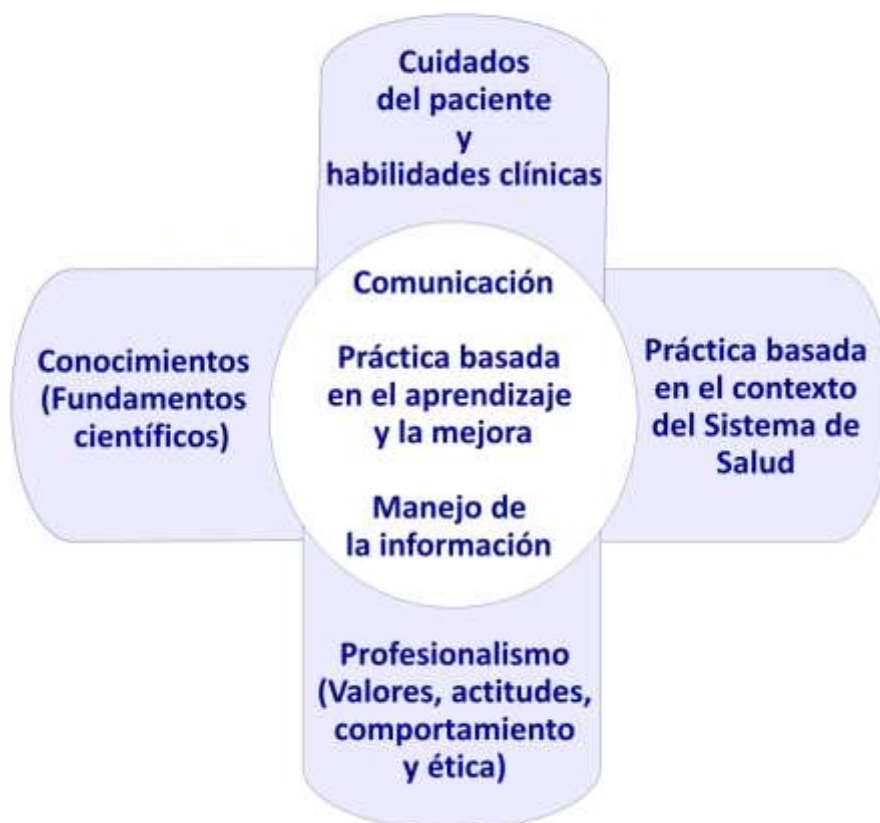 Cuidados
del paciente
y
habilidades clínicas
Comunicación
Práctica basada
en el aprendizaje
y la mejora
Manejo de
la información
Conocimientos
(Fundamentos
científicos)
Práctica basada
en el contexto
del Sistema de
Salud
Profesionalismo
(Valores, actitudes,
comportamiento
y ética)